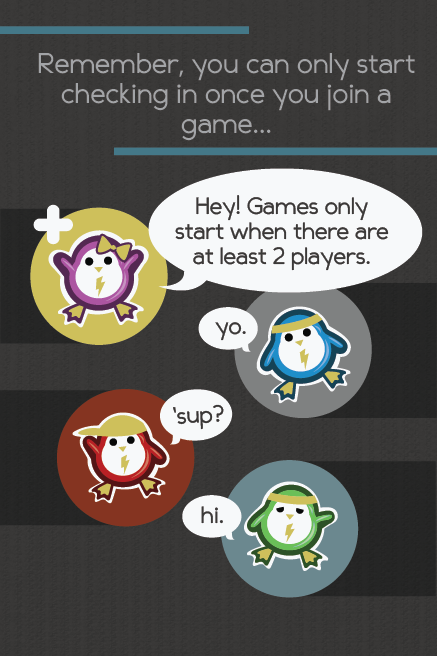 Remember, you can only start
checking in once you join a
game...
Hey! Games only
start when there are
at least 2 players.
yo.
'sup?
hi.